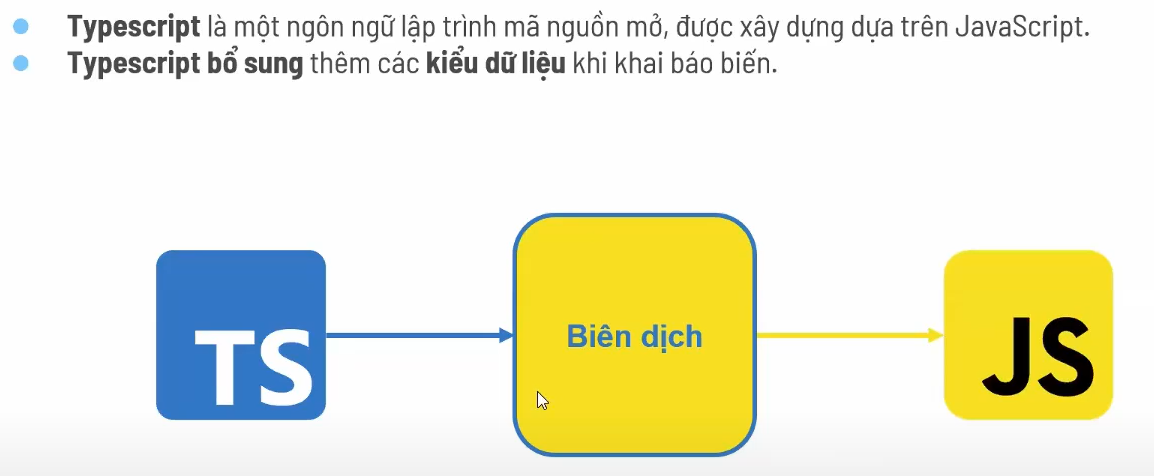 Typescript là một ngôn ngữ lập trình mã nguồn mở, được xây dựng dựa trên JavaScript.
Typescript bổ sung thêm các kiểu dữ liệu khi khai báo biến.
TS
Biên dịch
JS